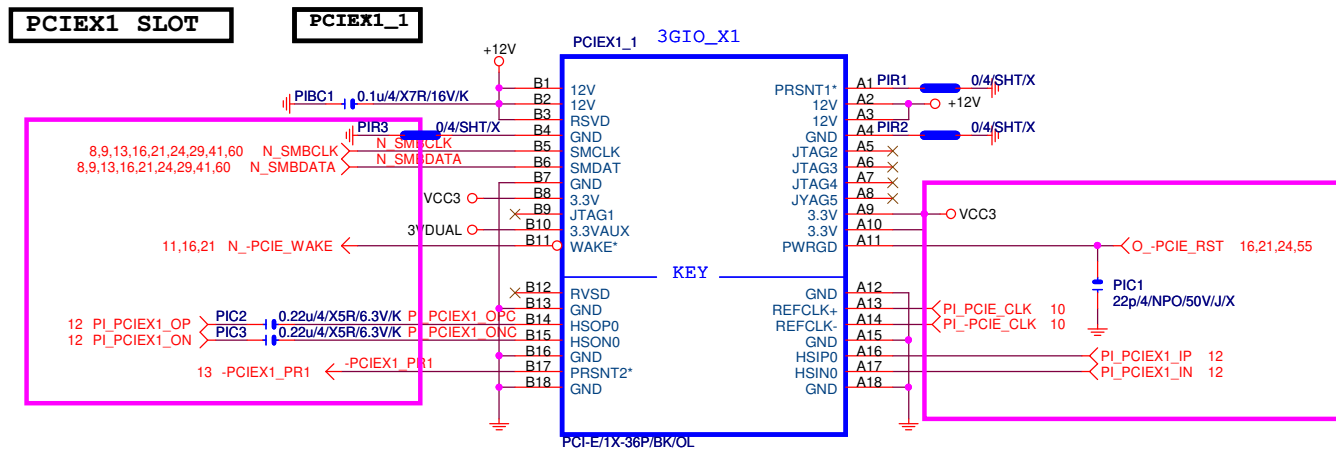 PCIEX1 SLOT
PCIEX1_1
PCIEX1_1
3GIO_X1
+12V
PIBC1 0.1u/4/X7R/16V/K
PIR3 0/4/SHT/X
8,9,13,16,21,24,29,41,60 N_SMBCLK N_SMBCLK
8,9,13,16,21,24,29,41,60 N_SMBDATA N_SMBDATA
VCC3
3VDUAL
11,16,21 N_-PCIE_WAKE
12 PI_PCIEX1_OP PIC2 0.22u/4/X5R/6.3V/K PI_PCIEX1_OPC
12 PI_PCIEX1_ON PIC3 0.22u/4/X5R/6.3V/K PI_PCIEX1_ONC
13 -PCIEX1_PR1 -PCIEX1_PR1
B1 12V
B2 12V
B3 RSVD
B4 GND
B5 SMCLK
B6 SMDAT
B7 GND
B8 3.3V
B9 JTAG1
B10 3.3VAUX
B11 WAKE*
KEY
B12 RVSD
B13 GND
B14 HSOP0
B15 HSON0
B16 GND
B17 PRSNT2*
B18 GND
PRSNT1* A1
12V A2
12V A3
GND A4
JTAG2 A5
JTAG3 A6
JTAG4 A7
JYAG5 A8
3.3V A9
3.3V A10
PWRGD A11
GND A12
REFCLK+ A13
REFCLK- A14
GND A15
HSIP0 A16
HSIN0 A17
GND A18
PIR1 0/4/SHT/X
+12V
PIR2 0/4/SHT/X
VCC3
O_-PCIE_RST 16,21,24,55
PIC1
22p/4/NPO/50V/J/X
PI_PCIE_CLK 10
PI_-PCIE_CLK 10
PI_PCIEX1_IP 12
PI_PCIEX1_IN 12
PCI-E/1X-36P/BK/OL